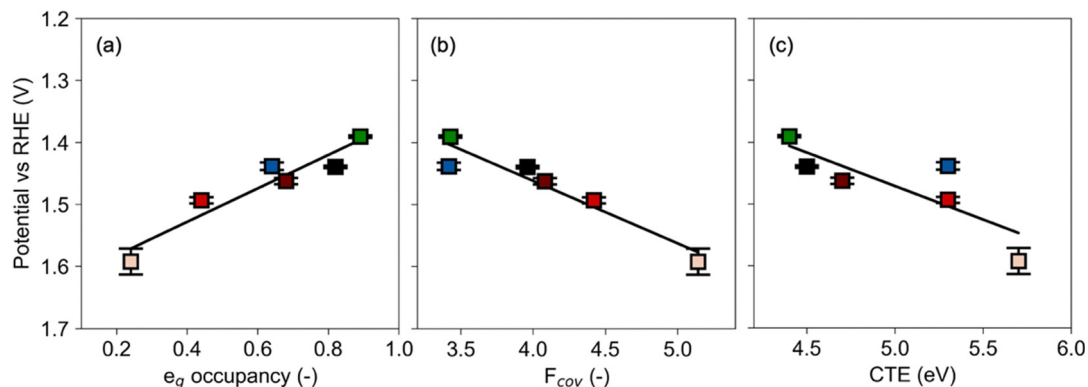 (a)
(b)
(c)
Potential vs RHE (V)
1.2
1.3
1.4
1.5
1.6
1.7
0.2 0.4 0.6 0.8 1.0
3.5 4.0 4.5 5.0
4.5 5.0 5.5 6.0
e_g occupancy (-)
F_cov (-)
CTE (eV)